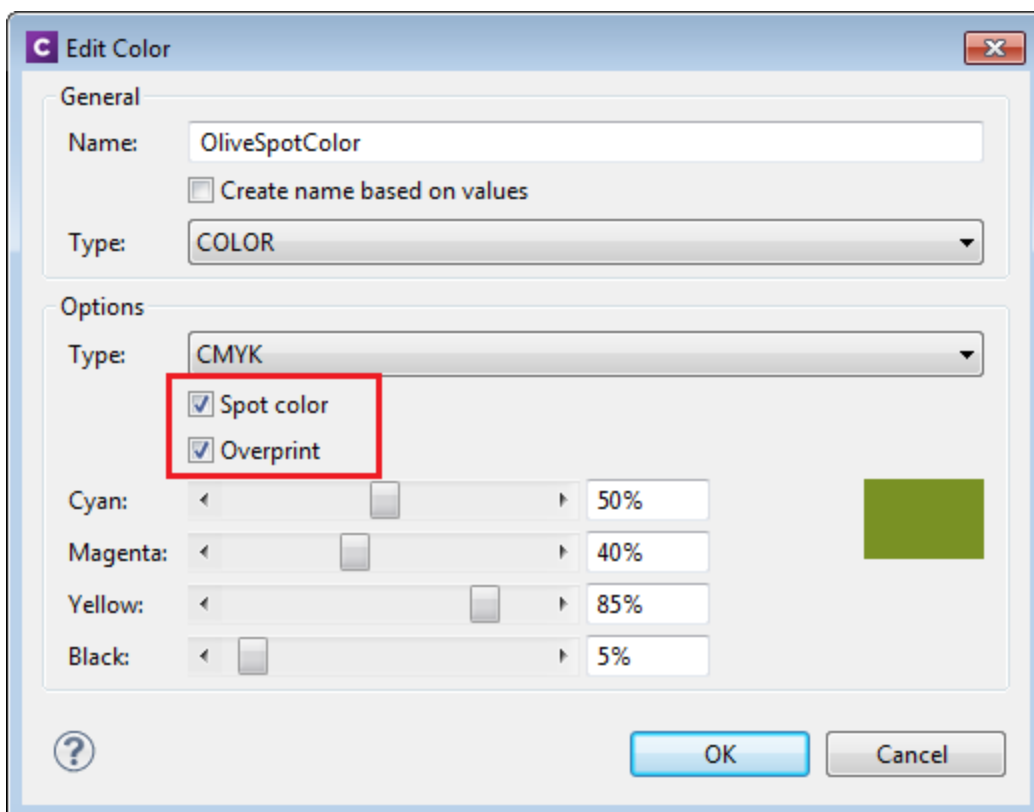 C Edit Color
General
Name: OliveSpotColor
Create name based on values
Type: COLOR
Options
Type: CMYK
Spot color
Overprint
Cyan: 50%
Magenta: 40%
Yellow: 85%
Black: 5%
? OK Cancel